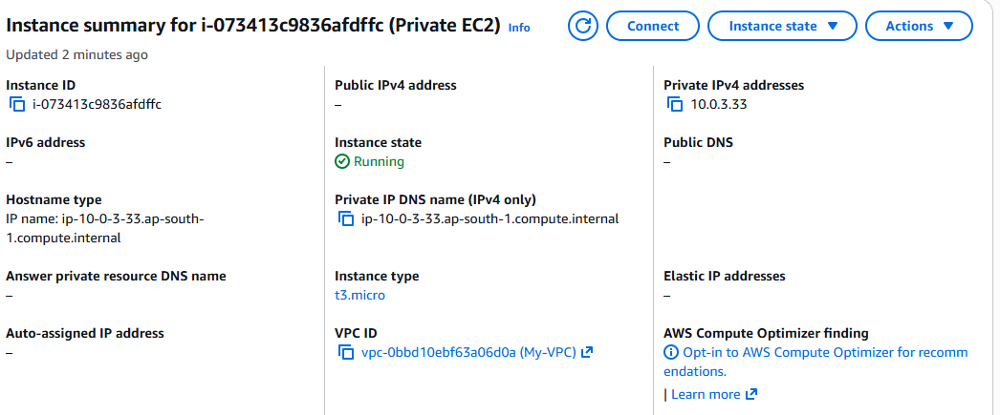 Instance summary for i-073413c9836afdffc (Private EC2) Info
Connect
Instance state
Actions
Updated 2 minutes ago
Instance ID
i-073413c9836afdffc
Public IPv4 address
–
Private IPv4 addresses
10.0.3.33
IPv6 address
–
Instance state
Running
Public DNS
–
Hostname type
IP name: ip-10-0-3-33.ap-south-
1.compute.internal
Private IP DNS name (IPv4 only)
ip-10-0-3-33.ap-south-1.compute.internal
Answer private resource DNS name
–
Instance type
t3.micro
Elastic IP addresses
–
Auto-assigned IP address
–
VPC ID
vpc-0bbd10ebf63a06d0a (My-VPC)
AWS Compute Optimizer finding
Opt-in to AWS Compute Optimizer for recomm
endations.
| Learn more